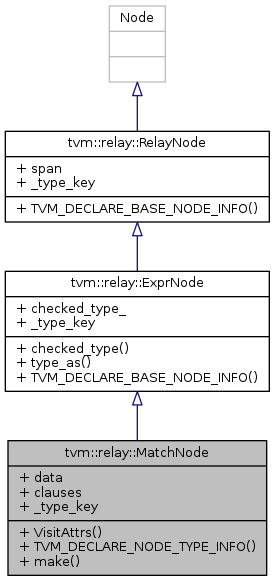 Node
tvm::relay::RelayNode
+ span
+ _type_key
+ TVM_DECLARE_BASE_NODE_INFO()
tvm::relay::ExprNode
+ checked_type_
+ _type_key
+ checked_type()
+ type_as()
+ TVM_DECLARE_BASE_NODE_INFO()
tvm::relay::MatchNode
+ data
+ clauses
+ _type_key
+ VisitAttrs()
+ TVM_DECLARE_NODE_TYPE_INFO()
+ make()